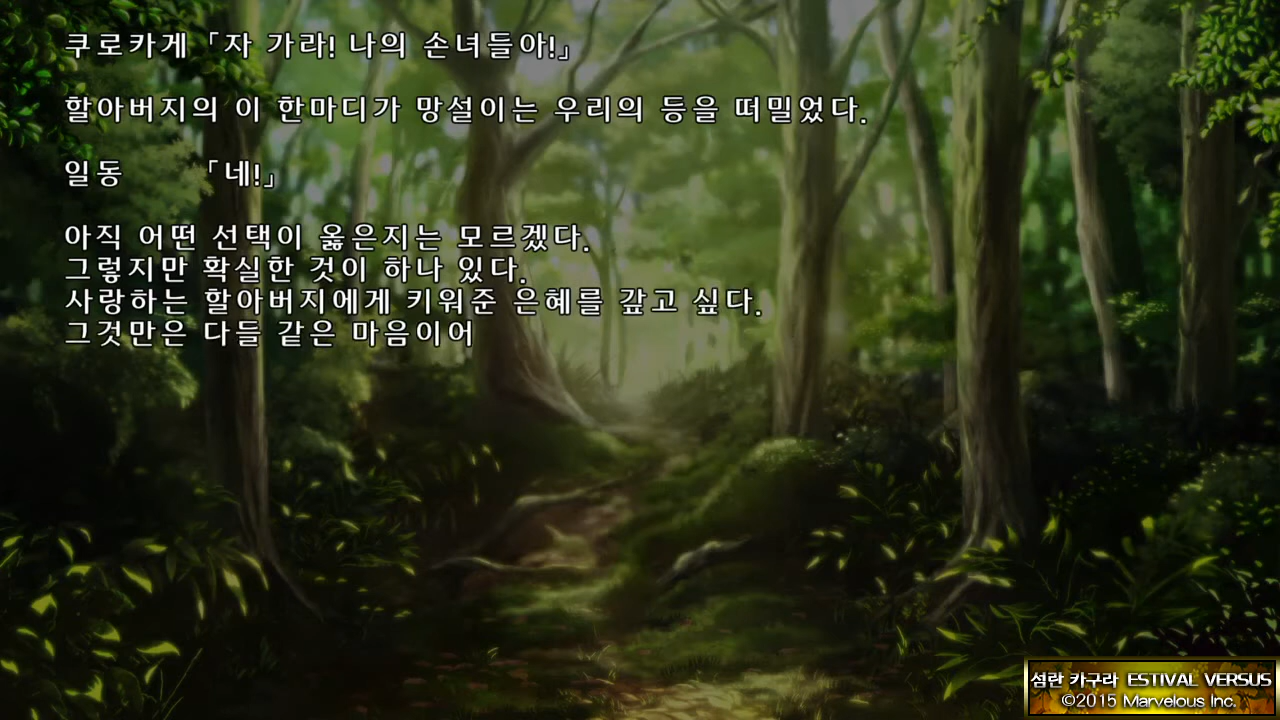 쿠로카게「자 가라! 나의 손녀들아!」
할아버지의 이 한마디가 망설이는 우리의 등을 떠밀었다.
일동 「네!」
아직 어떤 선택이 옳은지는 모르겠다.
그렇지만 확실한 것이 하나 있다.
사랑하는 할아버지에게 키워준 은혜를 갚고 싶다.
그것만은 다들 같은 마음이어
섬란 카구라 ESTIVAL VERSUS
©2015 Marvelous Inc.